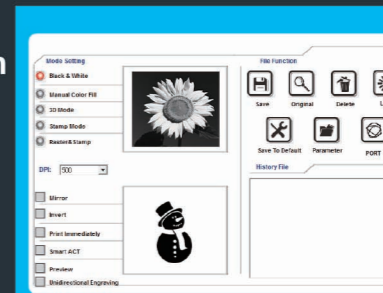 n
Mode Setting
Black & White
Manual Color Fill
3D Mode
Stamp Mode
Raster&Stamp
DPI: 500
Mirror
Invert
Print Immediately
Smart ACT
Preview
Unidirectional Engraving
File Function
Save Original Delete
Save To Default Parameter PORT
History File